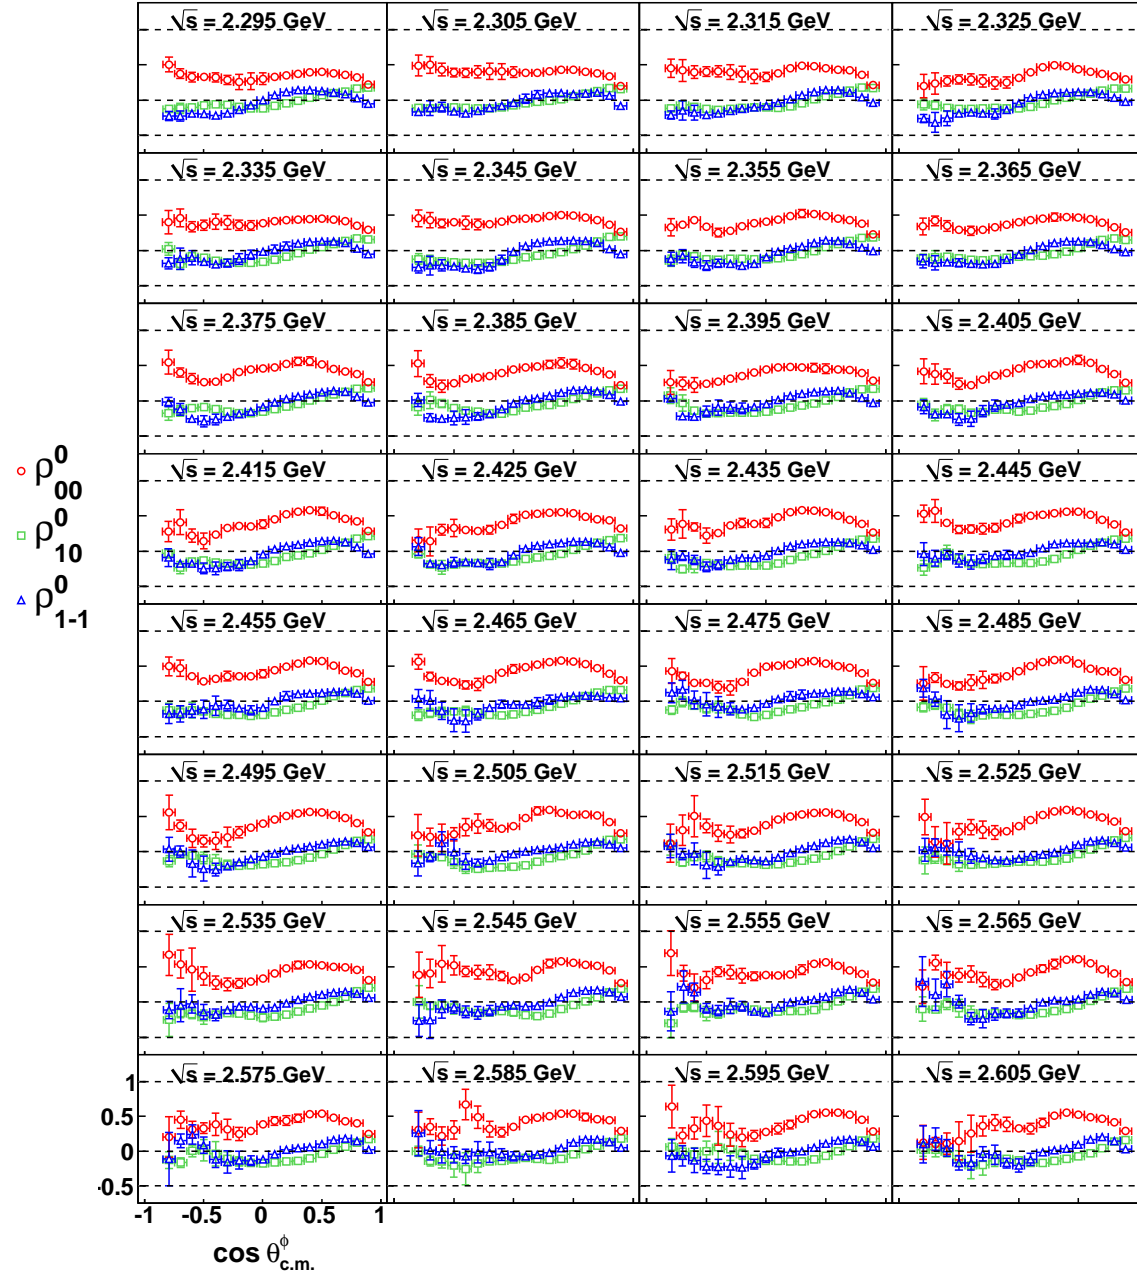 √s = 2.295 GeV √s = 2.305 GeV √s = 2.315 GeV √s = 2.325 GeV
√s = 2.335 GeV √s = 2.345 GeV √s = 2.355 GeV √s = 2.365 GeV
√s = 2.375 GeV √s = 2.385 GeV √s = 2.395 GeV √s = 2.405 GeV
ρ⁰₀₀
√s = 2.415 GeV √s = 2.425 GeV √s = 2.435 GeV √s = 2.445 GeV
ρ⁰₁₀
ρ⁰₁₋₁
√s = 2.455 GeV √s = 2.465 GeV √s = 2.475 GeV √s = 2.485 GeV
√s = 2.495 GeV √s = 2.505 GeV √s = 2.515 GeV √s = 2.525 GeV
√s = 2.535 GeV √s = 2.545 GeV √s = 2.555 GeV √s = 2.565 GeV
√s = 2.575 GeV √s = 2.585 GeV √s = 2.595 GeV √s = 2.605 GeV
1
0.5
0
-0.5
-1 -0.5 0 0.5 1
cos θ^ϕ_c.m.